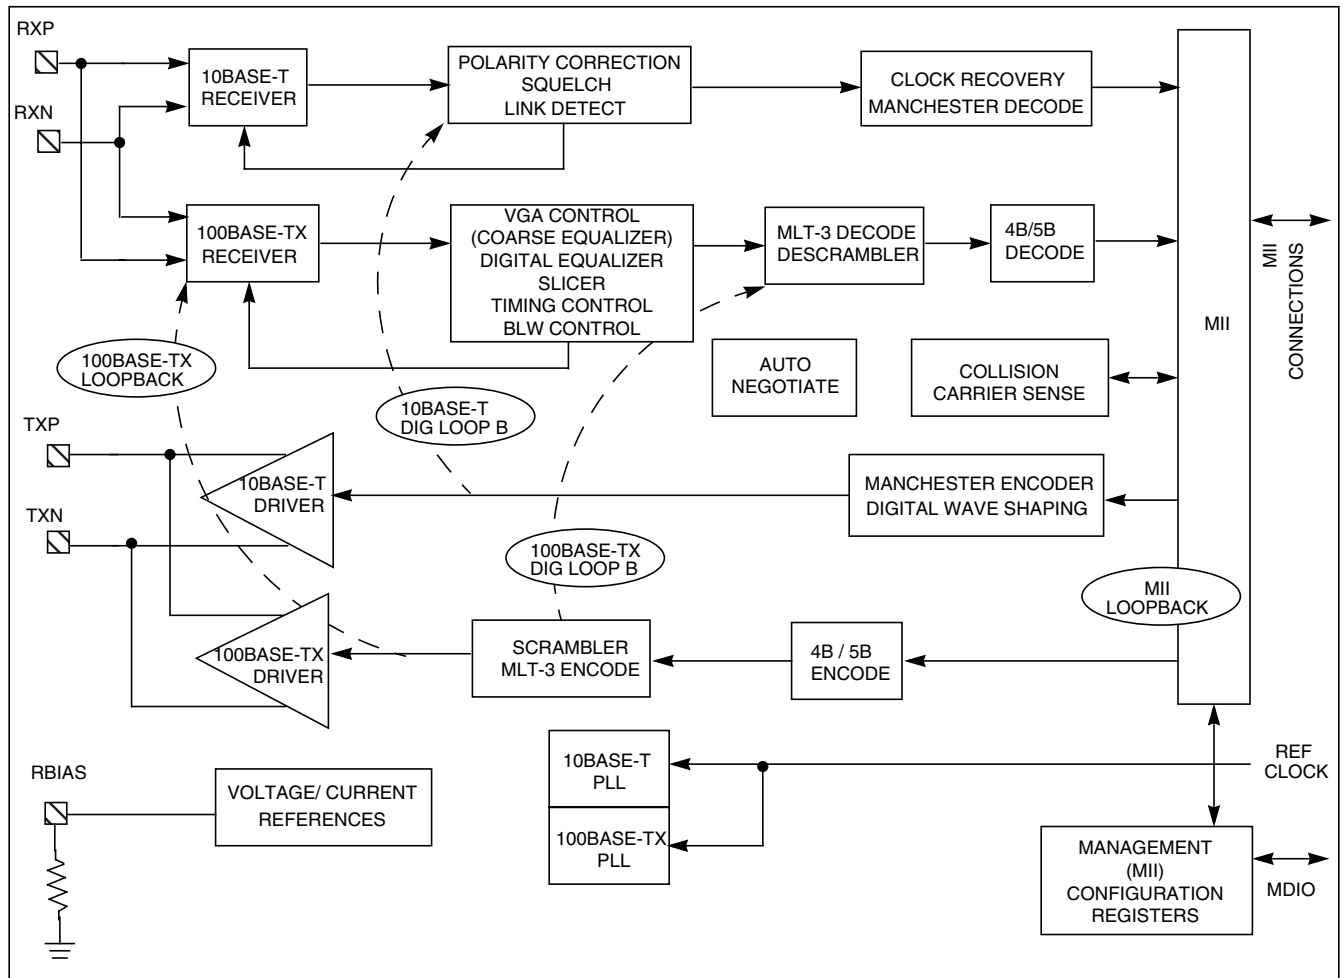 RXP
RXN
10BASE-T
RECEIVER
POLARITY CORRECTION
SQUELCH
LINK DETECT
CLOCK RECOVERY
MANCHESTER DECODE
100BASE-TX
RECEIVER
VGA CONTROL
(COARSE EQUALIZER)
DIGITAL EQUALIZER
SLICER
TIMING CONTROL
BLW CONTROL
MLT-3 DECODE
DESCRAMBLER
4B/5B
DECODE
MII
MII
CONNECTIONS
100BASE-TX
LOOPBACK
10BASE-T
DIG LOOP B
AUTO
NEGOTIATE
COLLISION
CARRIER SENSE
TXP
TXN
10BASE-T
DRIVER
MANCHESTER ENCODER
DIGITAL WAVE SHAPING
100BASE-TX
DIG LOOP B
MII
LOOPBACK
100BASE-TX
DRIVER
SCRAMBLER
MLT-3 ENCODE
4B / 5B
ENCODE
RBIAS
VOLTAGE/ CURRENT
REFERENCES
10BASE-T
PLL
100BASE-TX
PLL
REF
CLOCK
MANAGEMENT
(MII)
CONFIGURATION
REGISTERS
MDIO